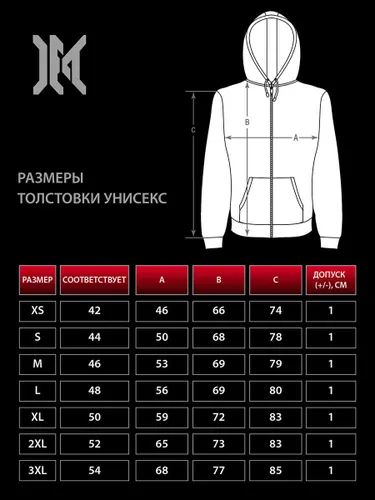 C
B
A
РАЗМЕРЫ
ТОЛСТОВКИ УНИСЕКС
РАЗМЕР СООТВЕТСТВУЕТ A B C ДОПУСК (+/-), СМ
XS 42 46 66 74 1
S 44 50 68 78 1
M 46 53 69 79 1
L 48 56 69 80 1
XL 50 59 72 83 1
2XL 52 65 73 83 1
3XL 54 68 77 85 1